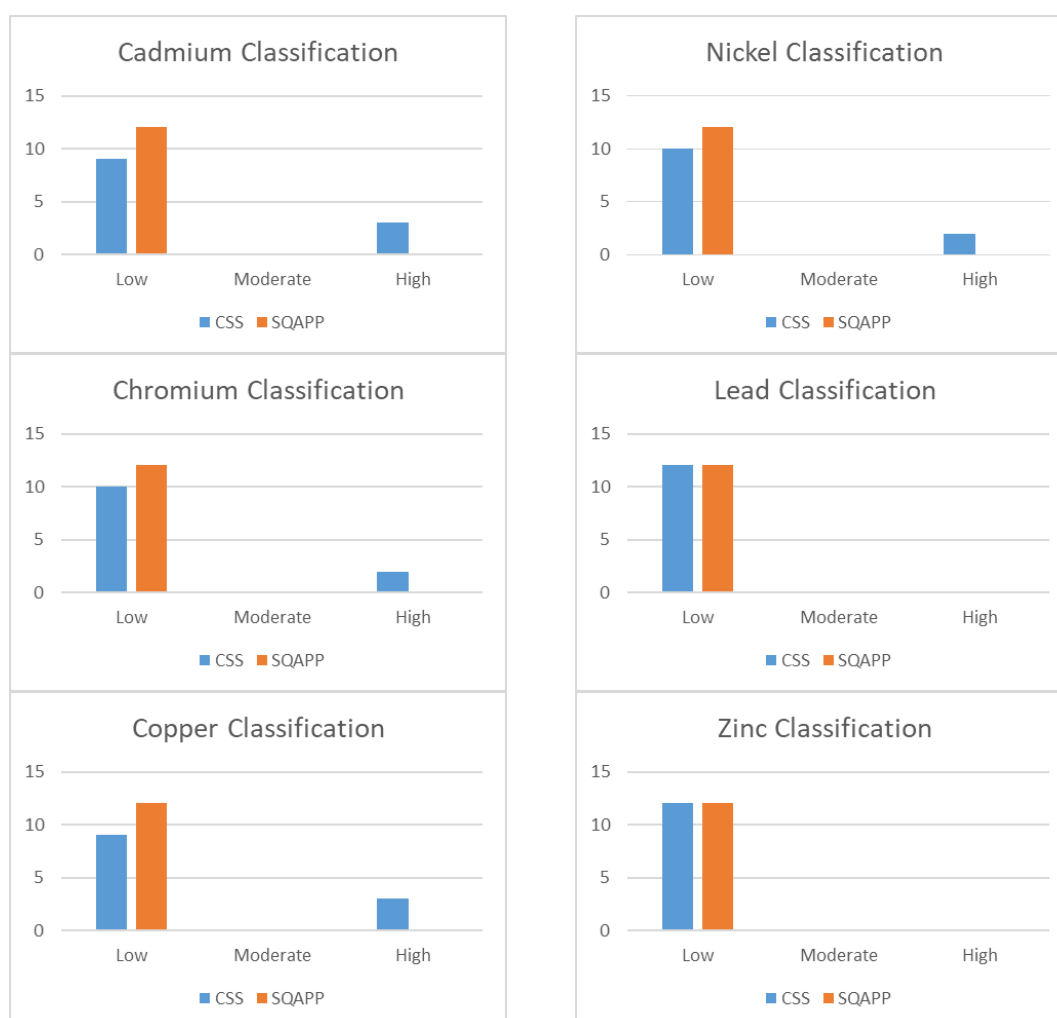 Cadmium Classification
15
10
5
0
Low Moderate High
CSS SQAPP
Nickel Classification
15
10
5
0
Low Moderate High
CSS SQAPP
Chromium Classification
15
10
5
0
Low Moderate High
CSS SQAPP
Lead Classification
15
10
5
0
Low Moderate High
CSS SQAPP
Copper Classification
15
10
5
0
Low Moderate High
CSS SQAPP
Zinc Classification
15
10
5
0
Low Moderate High
CSS SQAPP